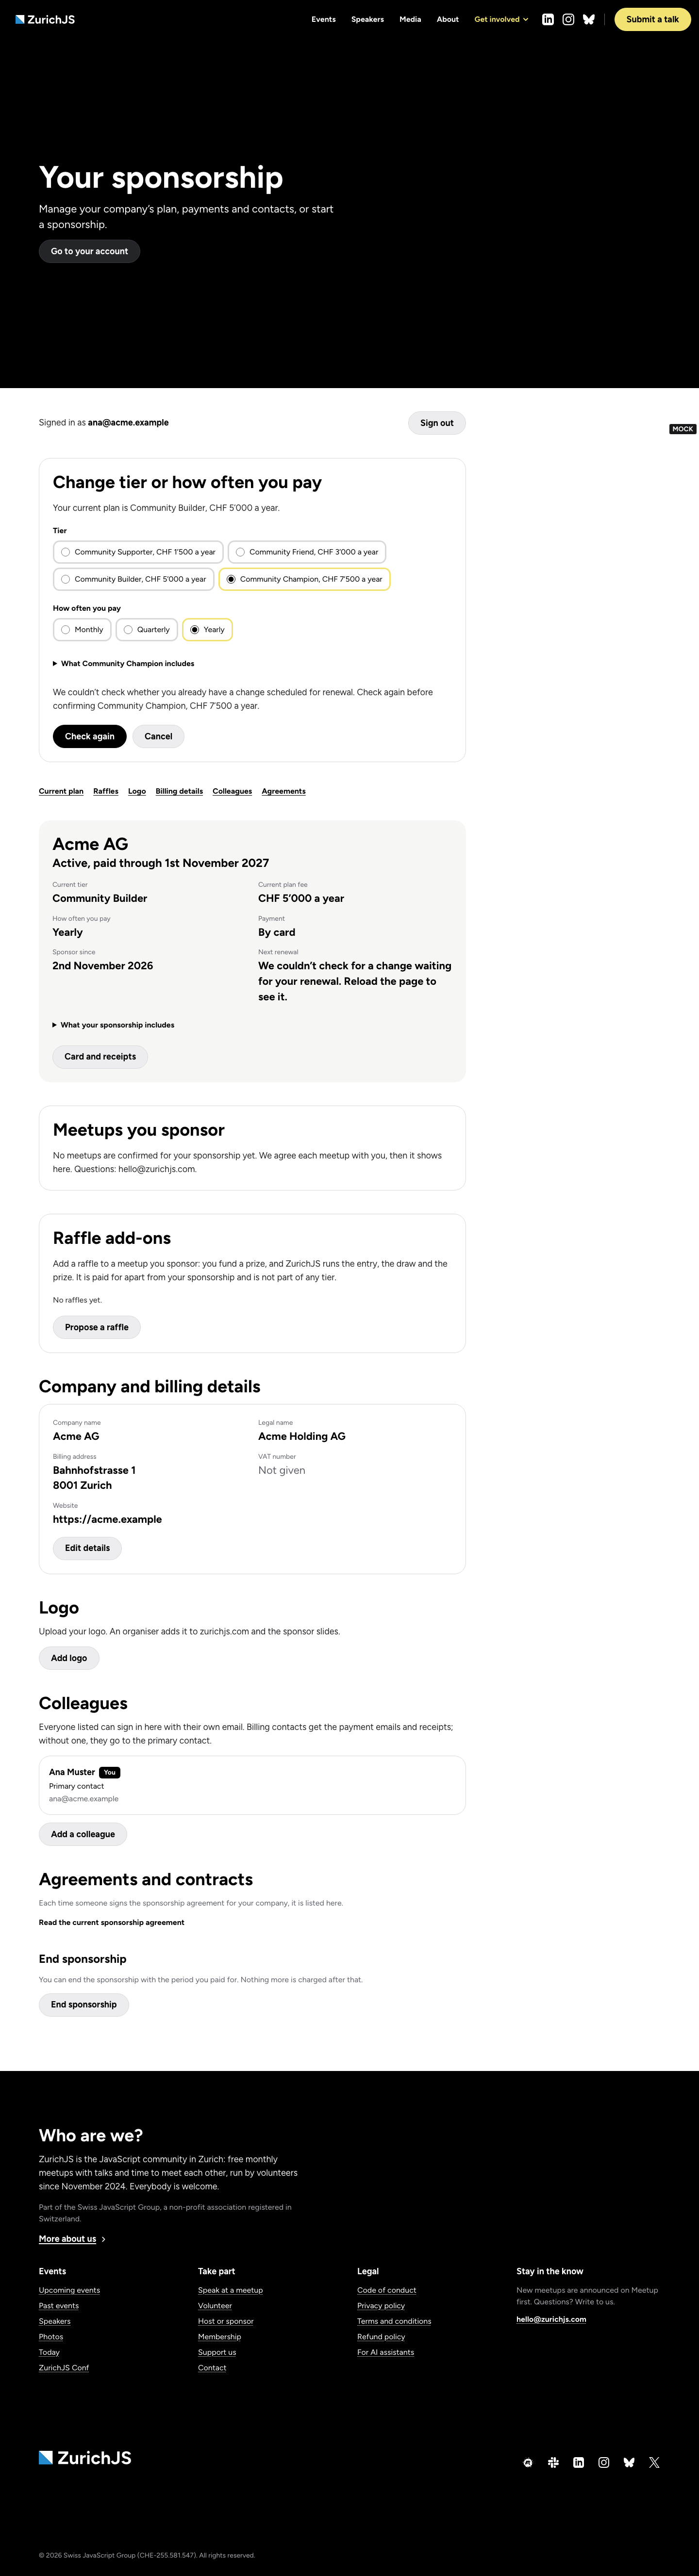 ZurichJS
Events
Speakers
Media
About
Get involved
Submit a talk
Your sponsorship
Manage your company’s plan, payments and contacts, or start
a sponsorship.
Go to your account
Signed in as ana@acme.example
Sign out
MOCK
Change tier or how often you pay
Your current plan is Community Builder, CHF 5’000 a year.
Tier
Community Supporter, CHF 1’500 a year
Community Friend, CHF 3’000 a year
Community Builder, CHF 5’000 a year
Community Champion, CHF 7’500 a year
How often you pay
Monthly
Quarterly
Yearly
What Community Champion includes
We couldn’t check whether you already have a change scheduled for renewal. Check again before
confirming Community Champion, CHF 7’500 a year.
Check again
Cancel
Current plan
Raffles
Logo
Billing details
Colleagues
Agreements
Acme AG
Active, paid through 1st November 2027
Current tier
Community Builder
Current plan fee
CHF 5’000 a year
How often you pay
Yearly
Payment
By card
Sponsor since
2nd November 2026
Next renewal
We couldn’t check for a change waiting
for your renewal. Reload the page to
see it.
What your sponsorship includes
Card and receipts
Meetups you sponsor
No meetups are confirmed for your sponsorship yet. We agree each meetup with you, then it shows
here. Questions: hello@zurichjs.com.
Raffle add-ons
Add a raffle to a meetup you sponsor: you fund a prize, and ZurichJS runs the entry, the draw and the
prize. It is paid for apart from your sponsorship and is not part of any tier.
No raffles yet.
Propose a raffle
Company and billing details
Company name
Acme AG
Legal name
Acme Holding AG
Billing address
Bahnhofstrasse 1
8001 Zurich
VAT number
Not given
Website
https://acme.example
Edit details
Logo
Upload your logo. An organiser adds it to zurichjs.com and the sponsor slides.
Add logo
Colleagues
Everyone listed can sign in here with their own email. Billing contacts get the payment emails and receipts;
without one, they go to the primary contact.
Ana Muster You
Primary contact
ana@acme.example
Add a colleague
Agreements and contracts
Each time someone signs the sponsorship agreement for your company, it is listed here.
Read the current sponsorship agreement
End sponsorship
You can end the sponsorship with the period you paid for. Nothing more is charged after that.
End sponsorship
Who are we?
ZurichJS is the JavaScript community in Zurich: free monthly
meetups with talks and time to meet each other, run by volunteers
since November 2024. Everybody is welcome.
Part of the Swiss JavaScript Group, a non-profit association registered in
Switzerland.
More about us
Events
Upcoming events
Past events
Speakers
Photos
Today
ZurichJS Conf
Take part
Speak at a meetup
Volunteer
Host or sponsor
Membership
Support us
Contact
Legal
Code of conduct
Privacy policy
Terms and conditions
Refund policy
For AI assistants
Stay in the know
New meetups are announced on Meetup
first. Questions? Write to us.
hello@zurichjs.com
ZurichJS
© 2026 Swiss JavaScript Group (CHE-255.581.547). All rights reserved.